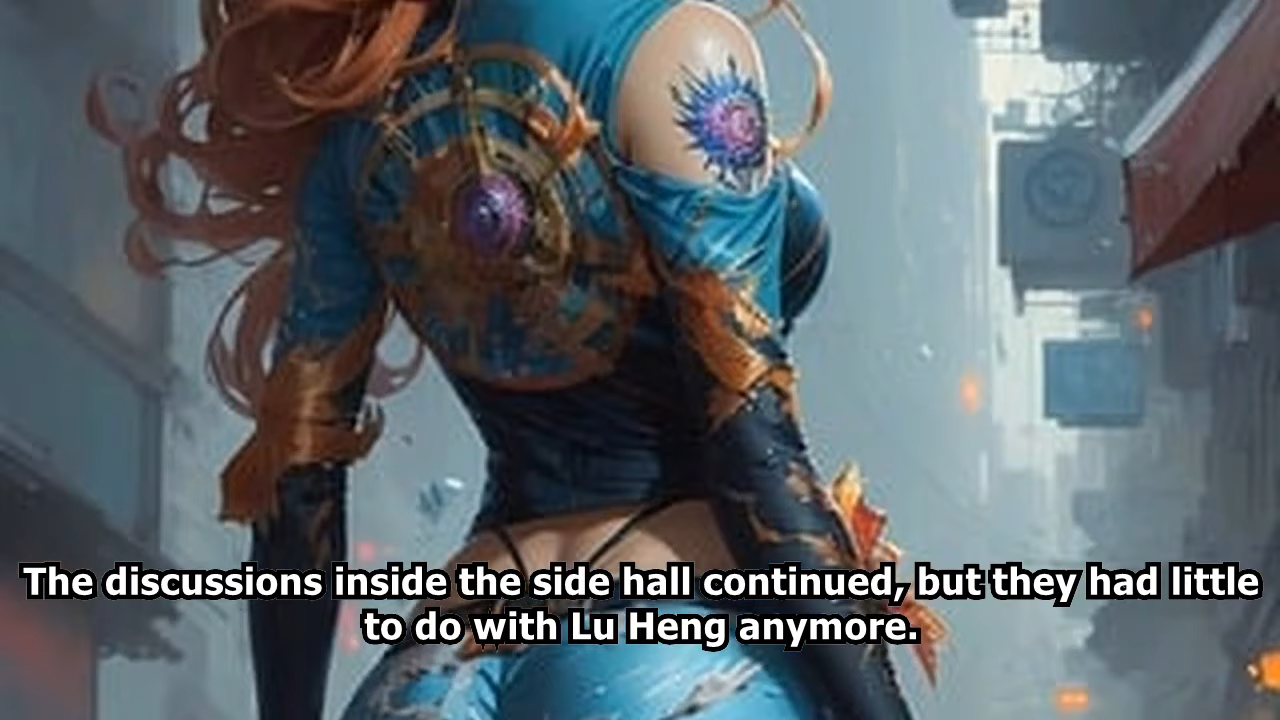 The discussions inside the side hall continued, but they had little
to do with Lu Heng anymore.